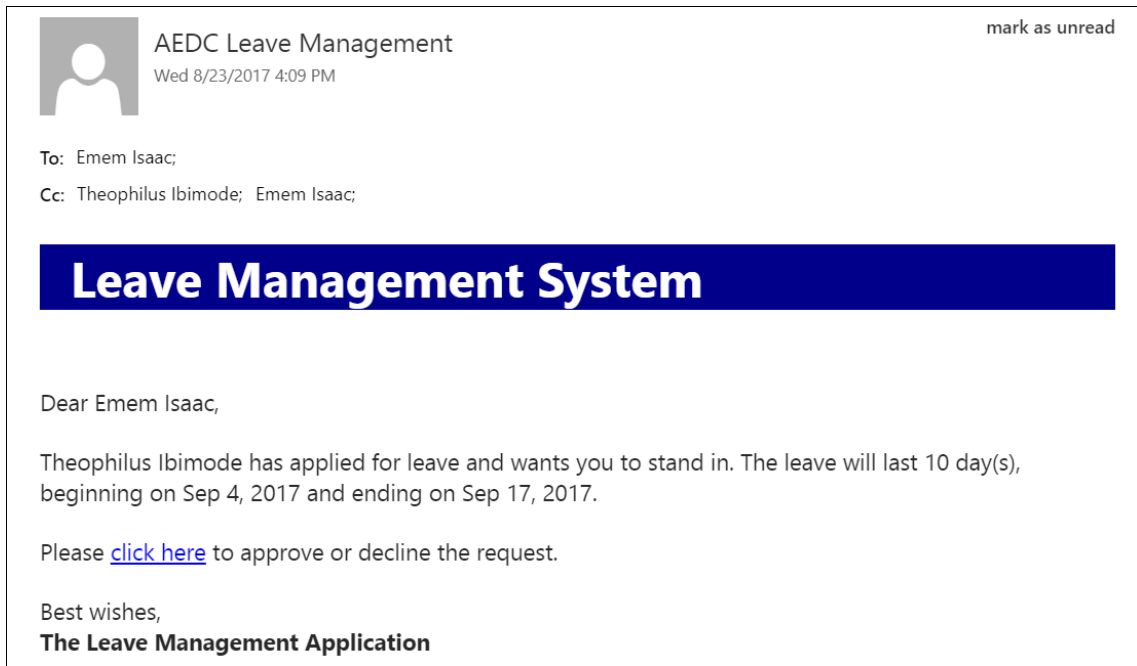 mark as unread
AEDC Leave Management
Wed 8/23/2017 4:09 PM
To: Emem Isaac;
Cc: Theophilus Ibimode; Emem Isaac;
Leave Management System
Dear Emem Isaac,
Theophilus Ibimode has applied for leave and wants you to stand in. The leave will last 10 day(s),
beginning on Sep 4, 2017 and ending on Sep 17, 2017.
Please click here to approve or decline the request.
Best wishes,
The Leave Management Application